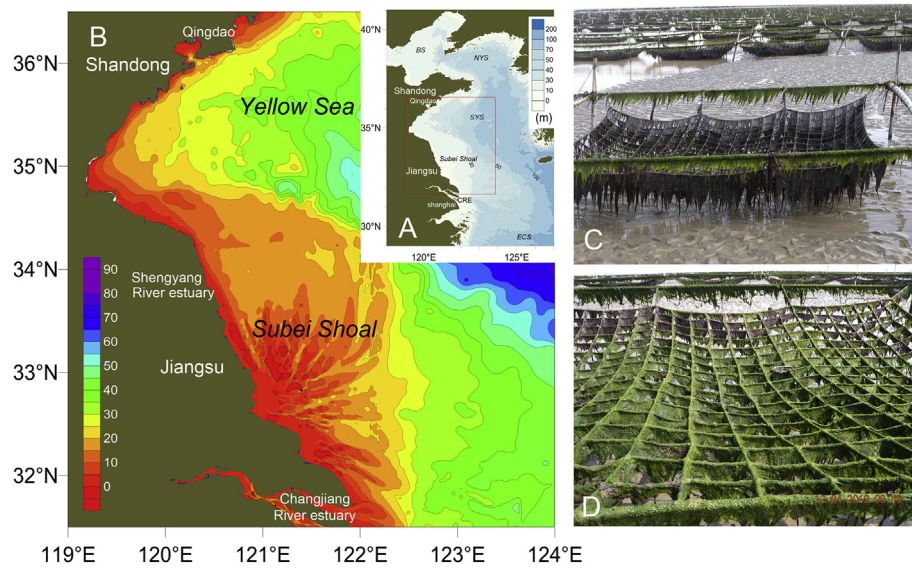 B
36°N
35°N
34°N
33°N
32°N
119°E
120°E
121°E
122°E
123°E
124°E
Qingdao
Shandong
Yellow Sea
Shengyang
River estuary
Subei Shoal
Jiangsu
Changjiang
River estuary
90
80
70
60
50
40
30
20
10
0
A
40°N
35°N
30°N
120°E
125°E
BS
NYS
Shandong
Qingdao
SYS
Subei Shoal
Jiangsu
CRE
shanghai
ECS
50
100
200
100
70
50
40
30
10
0
(m)
C
D